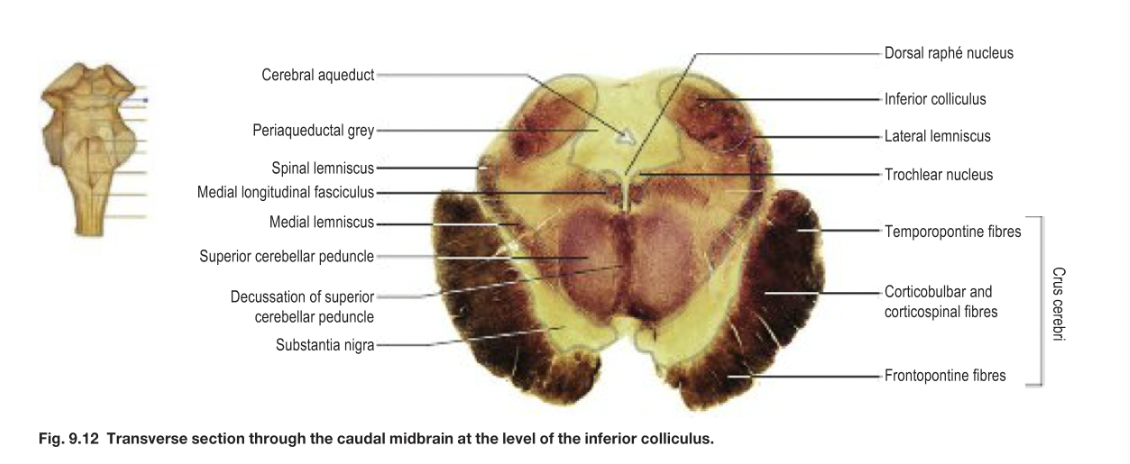 Cerebral aqueduct
Periaqueductal grey
Spinal lemniscus
Medial longitudinal fasciculus
Medial lemniscus
Superior cerebellar peduncle
Decussation of superior
cerebellar peduncle
Substantia nigra
Dorsal raphé nucleus
Inferior colliculus
Lateral lemniscus
Trochlear nucleus
Temporopontine fibres
Corticobulbar and
corticospinal fibres
Frontopontine fibres
Crus cerebri
Fig. 9.12 Transverse section through the caudal midbrain at the level of the inferior colliculus.